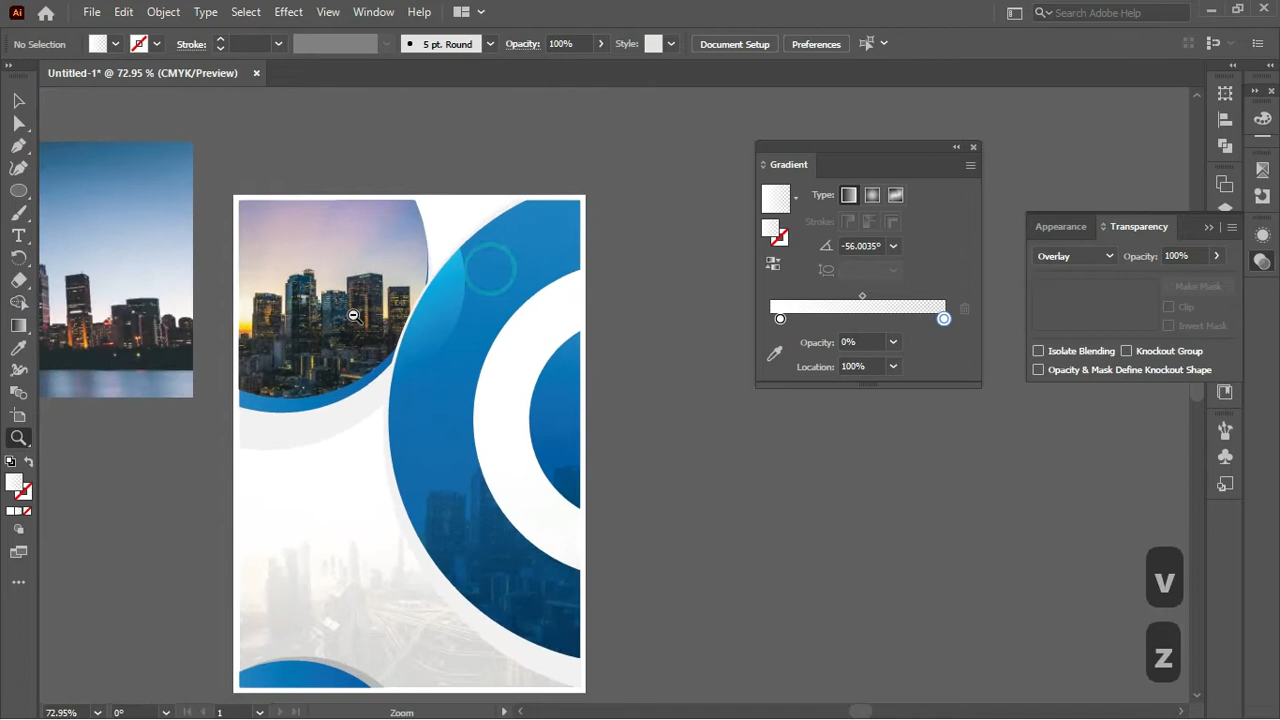 Ai File Edit Object Type Select Effect View Window Help Search Adobe Help
No Selection Stroke: 5 pt. Round Opacity: 100% Style: Document Setup Preferences
Untitled-1* @ 72.95 % (CMYK/Preview)
Gradient
Type:
Stroke:
-56.0035°
Opacity: 0%
Location: 100%
Appearance Transparency
Overlay Opacity: 100%
Make Mask
Clip
Invert Mask
Isolate Blending Knockout Group
Opacity & Mask Define Knockout Shape
v
z
72.95% 0° 1 Zoom